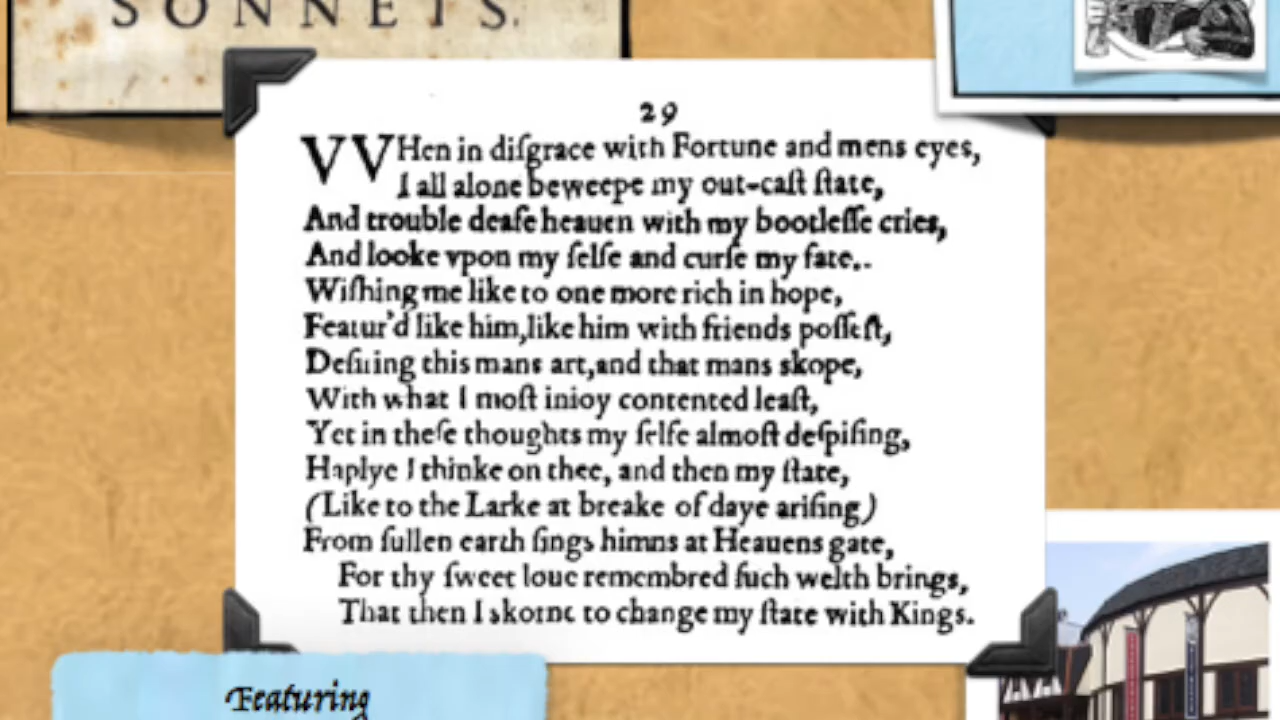 SONNETS.
29
VVHen in diſgrace with Fortune and mens eyes,
I all alone beweepe my out-caſt ſtate,
And trouble deafe heauen with my bootleſſe cries,
And looke vpon my ſelfe and curſe my fate..
Wiſhing me like to one more rich in hope,
Featur'd like him,like him with friends poſſeſt,
Deſiring this mans art,and that mans skope,
With what I moſt inioy contented leaſt,
Yet in theſe thoughts my ſelfe almoſt deſpiſing,
Haplye I thinke on thee, and then my ſtate,
(Like to the Larke at breake of daye ariſing)
From ſullen earth ſings himns at Heauens gate,
For thy ſweet loue remembred ſuch welth brings,
That then I skorne to change my ſtate with Kings.
Featuring